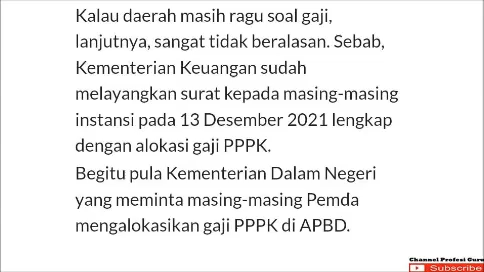 Kalau daerah masih ragu soal gaji,
lanjutnya, sangat tidak beralasan. Sebab,
Kementerian Keuangan sudah
melayangkan surat kepada masing-masing
instansi pada 13 Desember 2021 lengkap
dengan alokasi gaji PPPK.
Begitu pula Kementerian Dalam Negeri
yang meminta masing-masing Pemda
mengalokasikan gaji PPPK di APBD.
Channel Profesi Guru
Subscribe